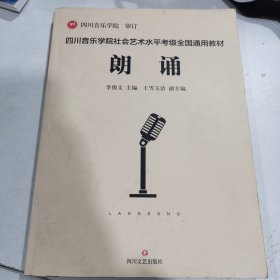 四川音乐学院 审订
四川音乐学院社会艺术水平考级全国通用教材
朗诵
李俊文 主编 王雪 玉洁 副主编
LANGSONG
四川文艺出版社